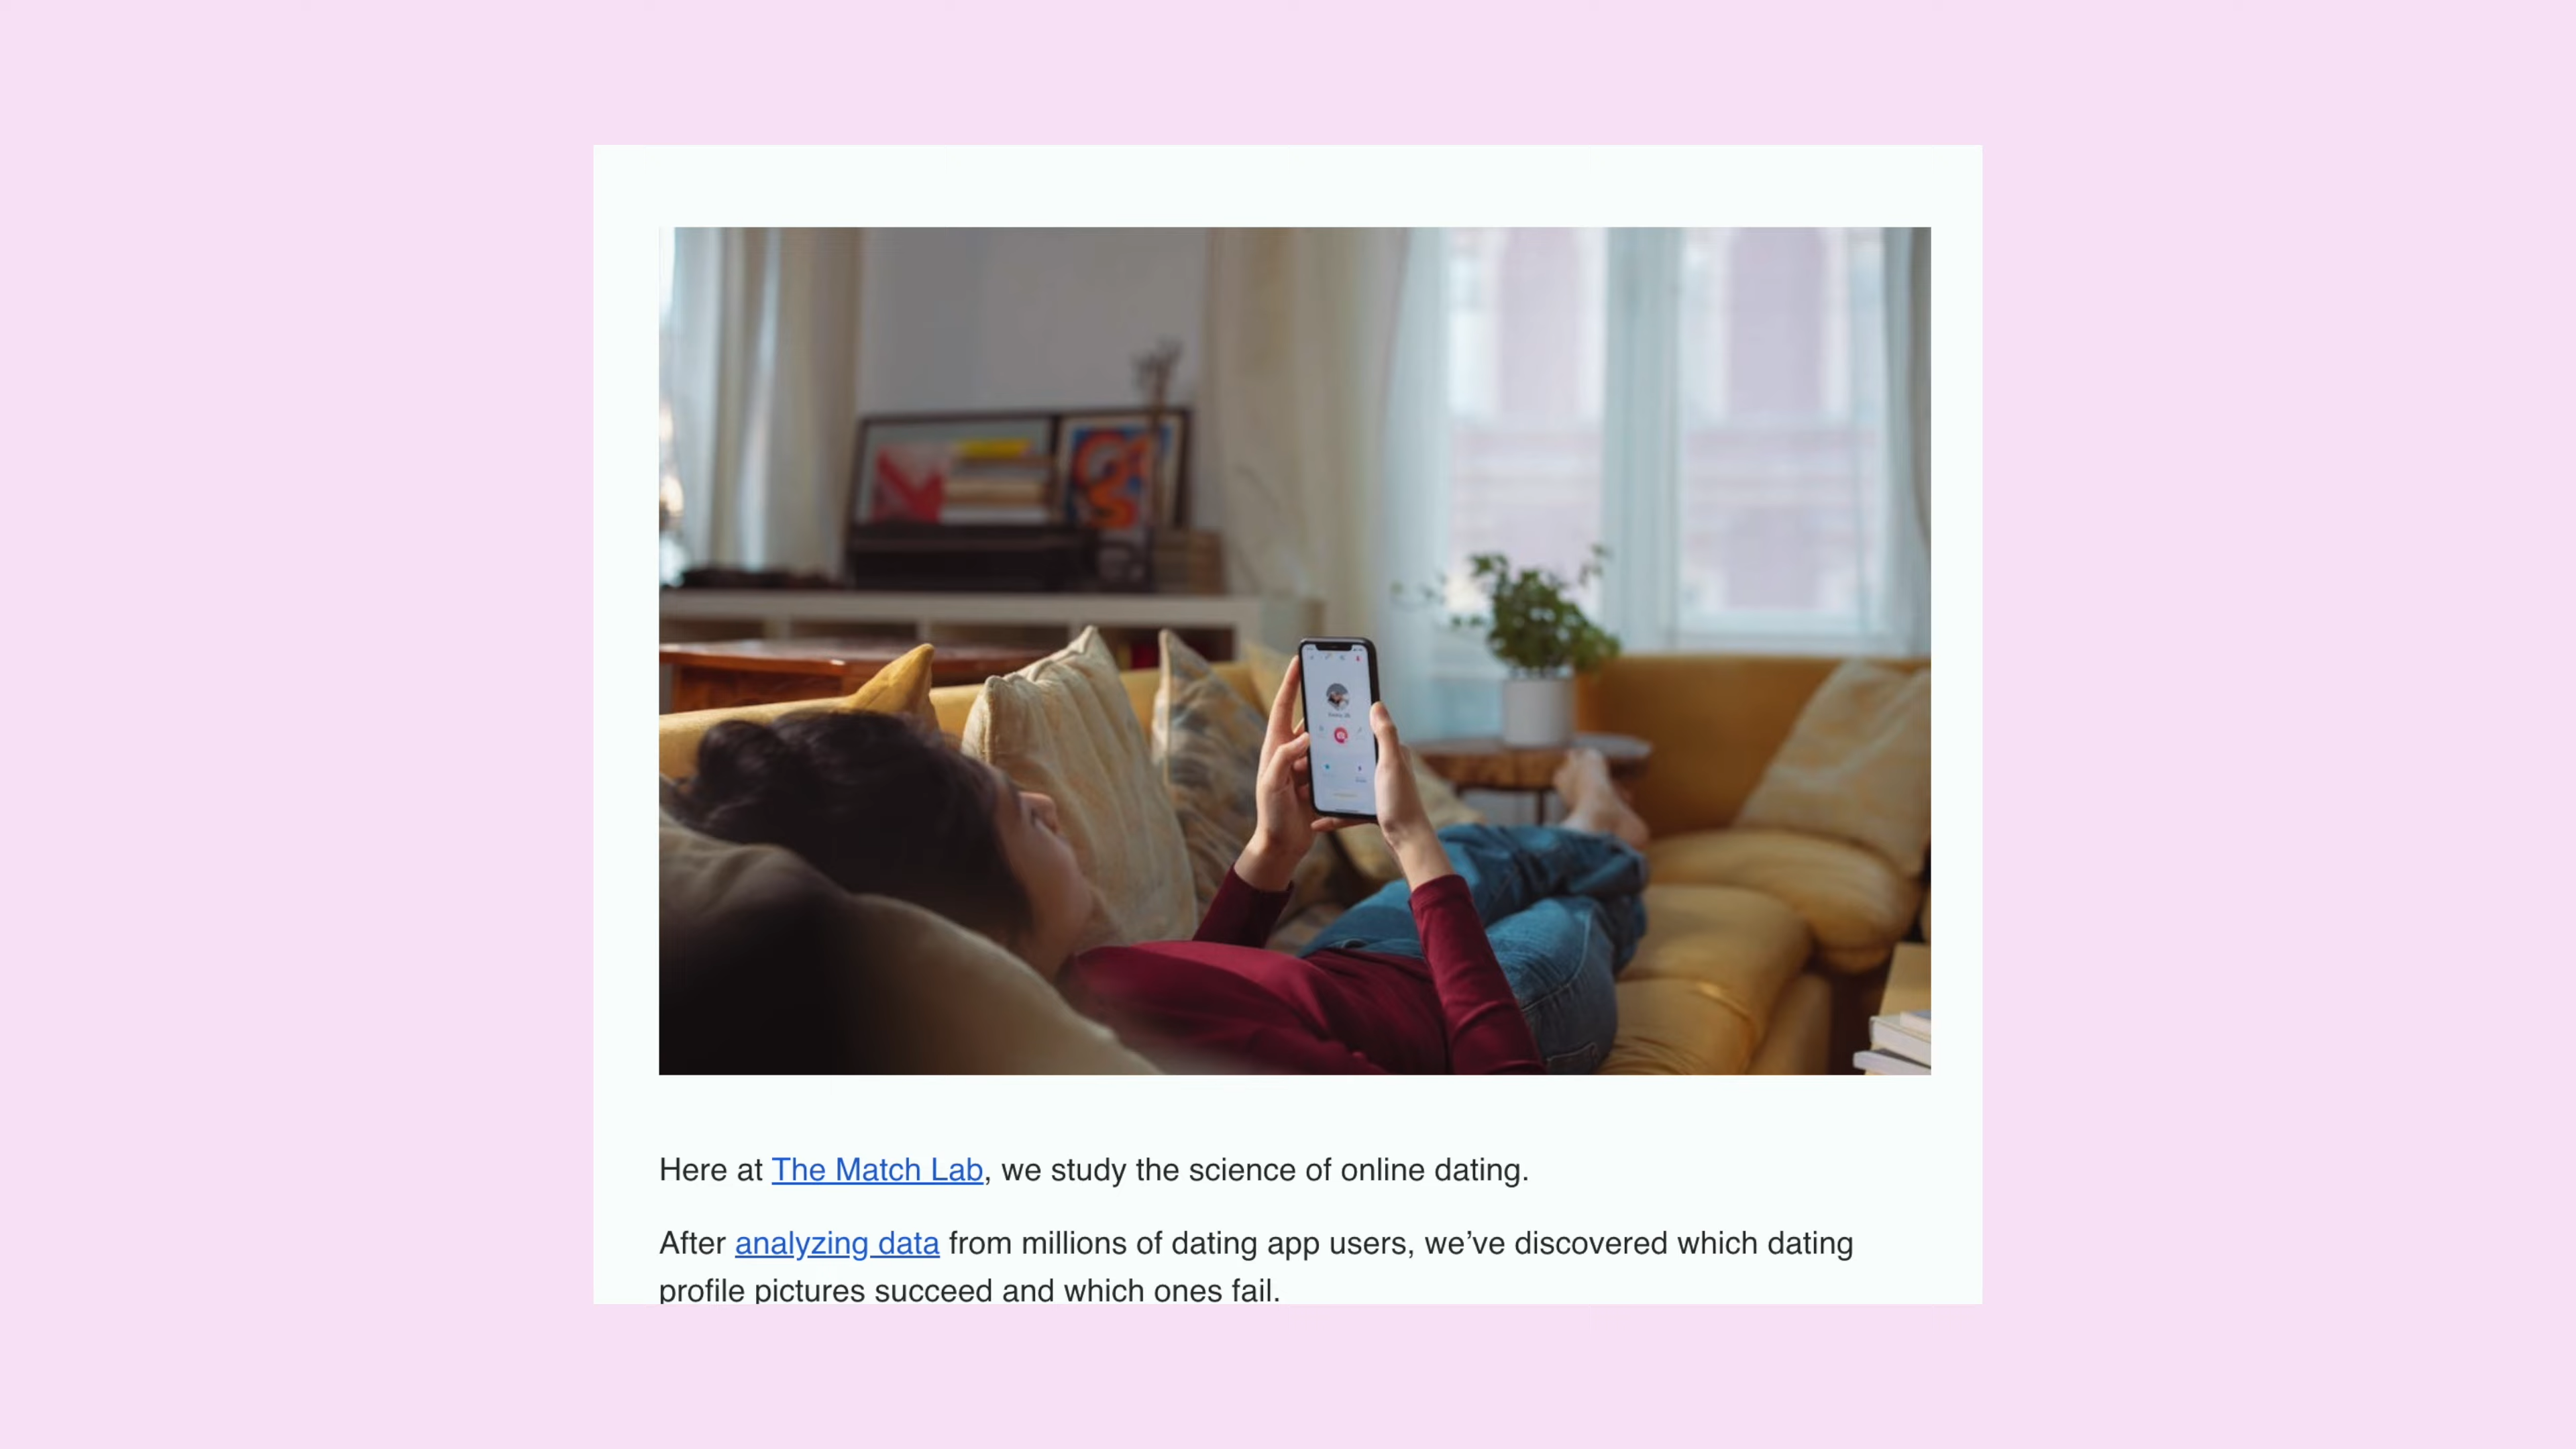 Here at The Match Lab, we study the science of online dating.
After analyzing data from millions of dating app users, we’ve discovered which dating
profile pictures succeed and which ones fail.